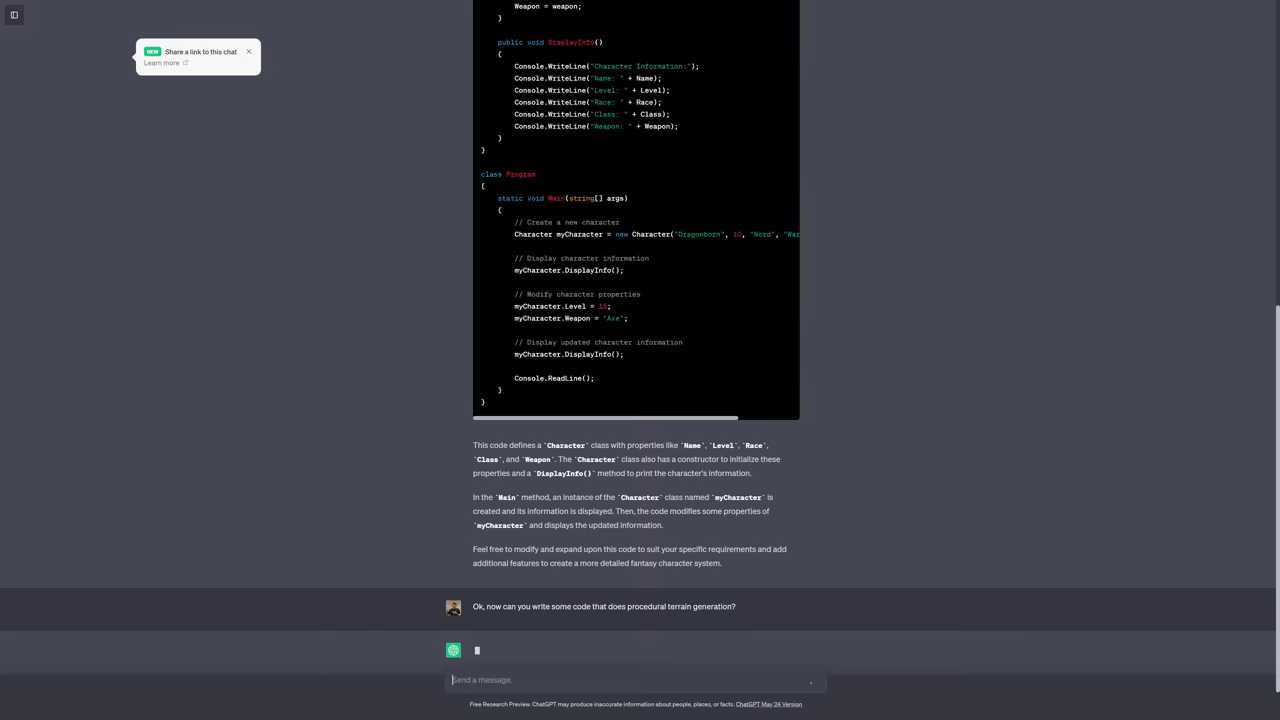 NEW Share a link to this chat
Learn more
Weapon = weapon;
}
public void DisplayInfo()
{
Console.WriteLine("Character Information:");
Console.WriteLine("Name: " + Name);
Console.WriteLine("Level: " + Level);
Console.WriteLine("Race: " + Race);
Console.WriteLine("Class: " + Class);
Console.WriteLine("Weapon: " + Weapon);
}
}
class Program
{
static void Main(string[] args)
{
// Create a new character
Character myCharacter = new Character("Dragonborn", 10, "Nord", "War
// Display character information
myCharacter.DisplayInfo();
// Modify character properties
myCharacter.Level = 15;
myCharacter.Weapon = "Axe";
// Display updated character information
myCharacter.DisplayInfo();
Console.ReadLine();
}
}
This code defines a `Character` class with properties like `Name`, `Level`, `Race`,
`Class`, and `Weapon`. The `Character` class also has a constructor to initialize these
properties and a `DisplayInfo()` method to print the character's information.
In the `Main` method, an instance of the `Character` class named `myCharacter` is
created and its information is displayed. Then, the code modifies some properties of
`myCharacter` and displays the updated information.
Feel free to modify and expand upon this code to suit your specific requirements and add
additional features to create a more detailed fantasy character system.
Ok, now can you write some code that does procedural terrain generation?
Send a message.
Free Research Preview. ChatGPT may produce inaccurate information about people, places, or facts. ChatGPT May 24 Version